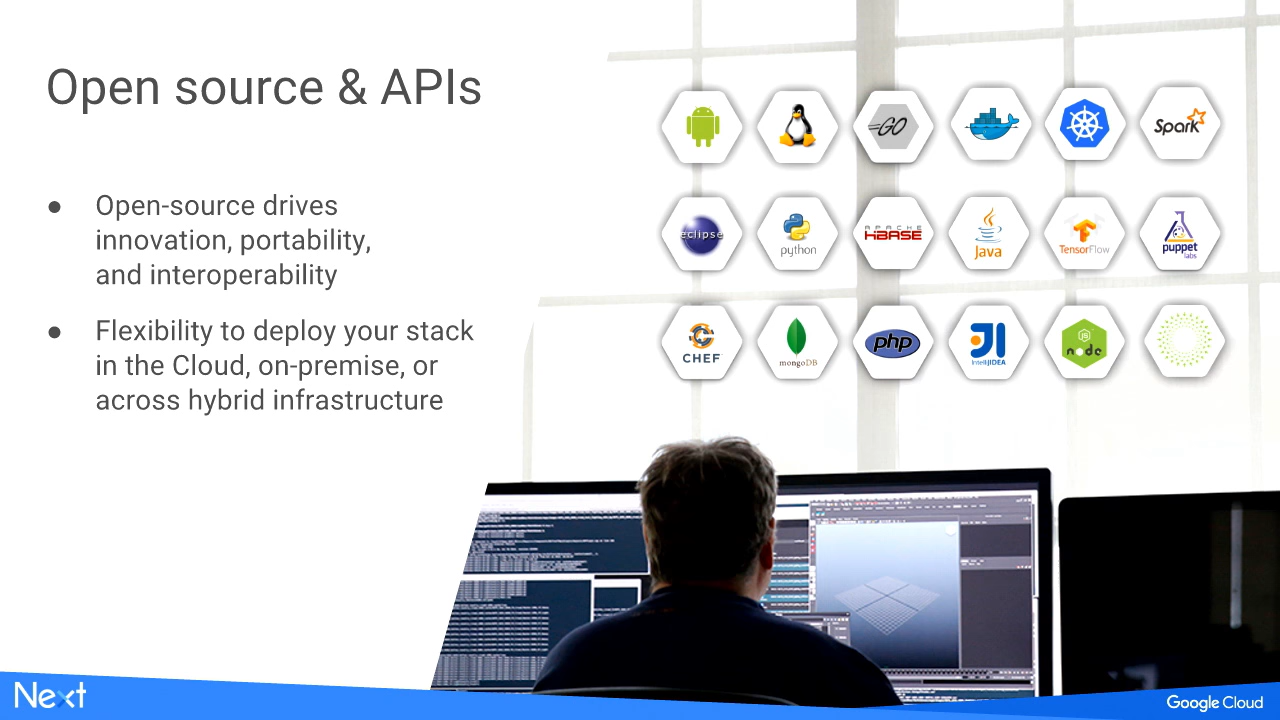 Open source & APIs
● Open-source drives
innovation, portability,
and interoperability
● Flexibility to deploy your stack
in the Cloud, on-premise, or
across hybrid infrastructure
GO
Spark
eclipse
python
APACHE
HBASE
Java
TensorFlow
puppet
labs
CHEF
mongoDB
php
JI
IntelliJIDEA
JS
node
Next
Google Cloud